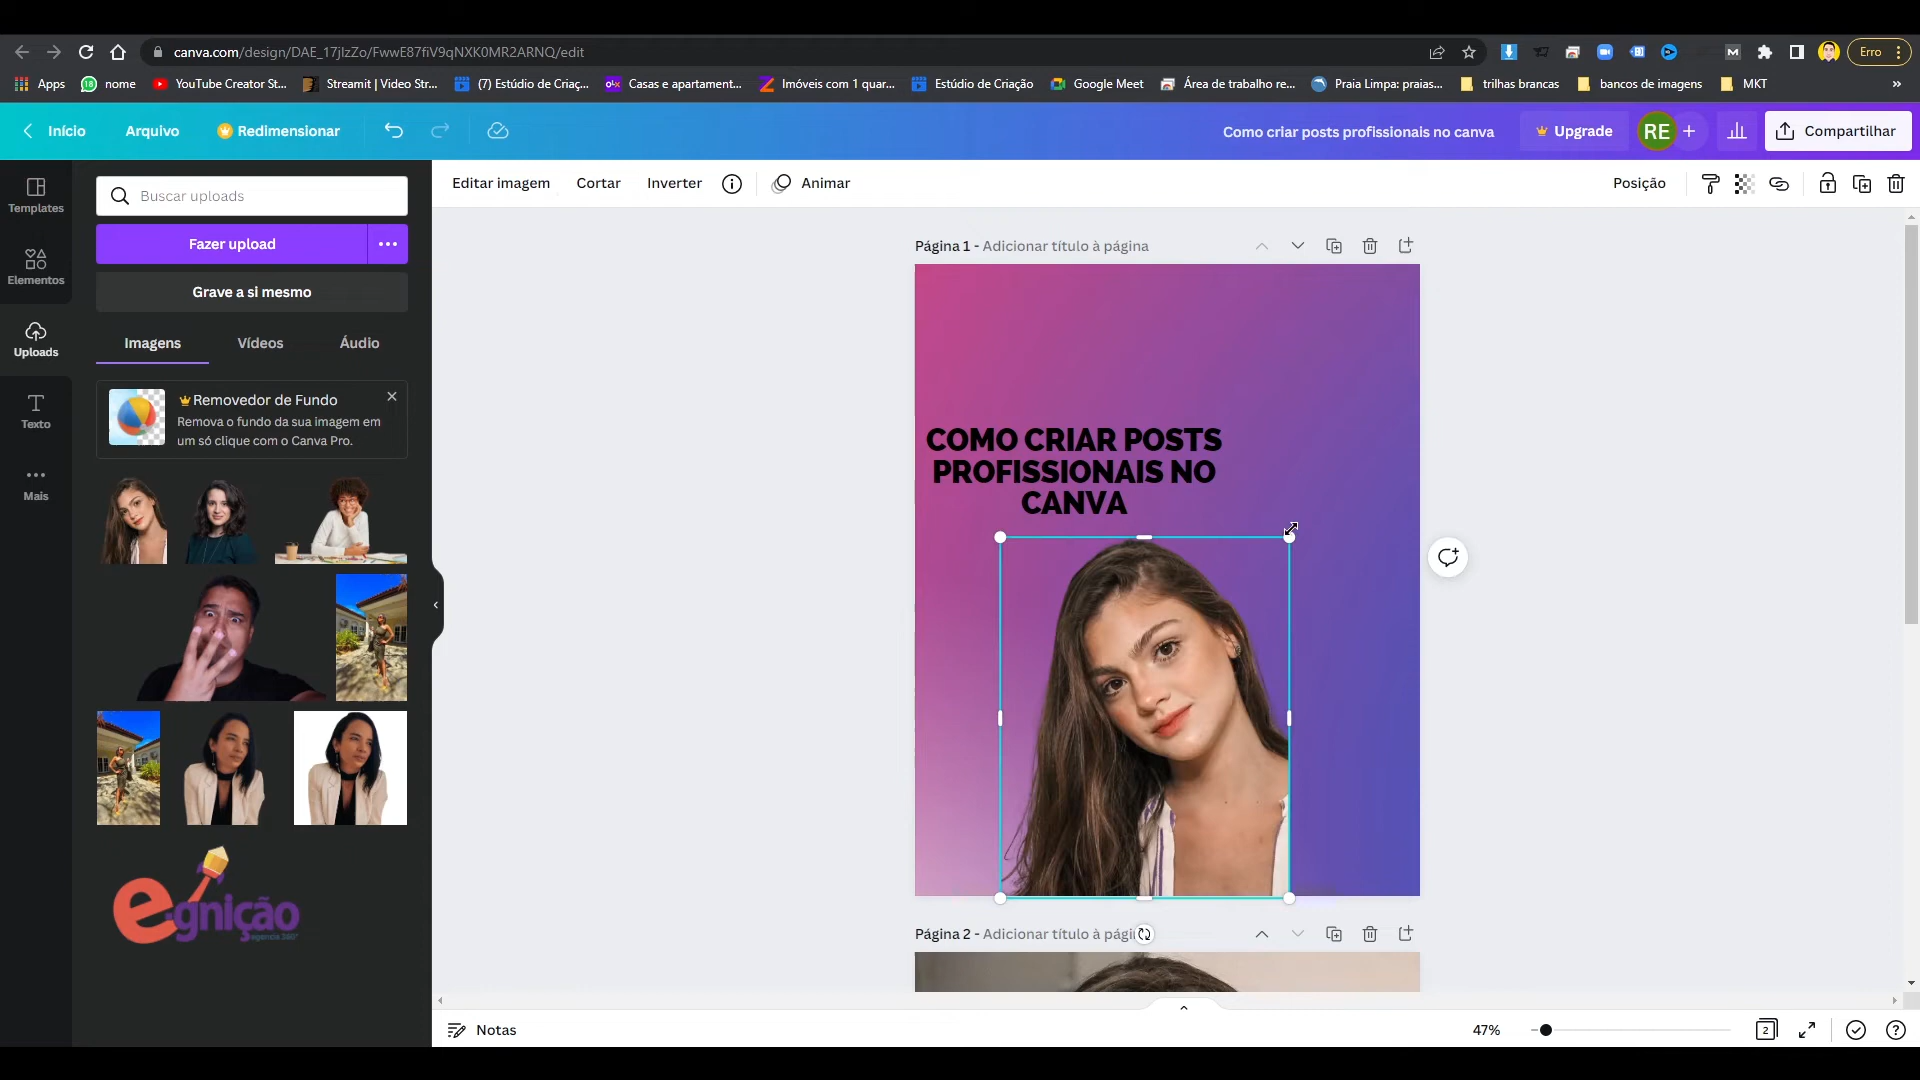 canva.com/design/DAE_17jIzZo/FwwE87fiV9qNXK0MR2ARNQ/edit
Erro
Apps
nome
YouTube Creator St...
Streamit | Video Str...
(7) Estúdio de Criaç...
Casas e apartament...
Imóveis com 1 quar...
Estúdio de Criação
Google Meet
Área de trabalho re...
Praia Limpa: praias...
trilhas brancas
bancos de imagens
MKT
»
Início
Arquivo
Redimensionar
Como criar posts profissionais no canva
Upgrade
RE
Compartilhar
Templates
Elementos
Uploads
Texto
Mais
Buscar uploads
Fazer upload
Grave a si mesmo
Imagens
Vídeos
Áudio
Removedor de Fundo
Remova o fundo da sua imagem em
um só clique com o Canva Pro.
e-gnição
agencia 360°
Editar imagem
Cortar
Inverter
Animar
Posição
Página 1 - Adicionar título à página
COMO CRIAR POSTS
PROFISSIONAIS NO
CANVA
Página 2 - Adicionar título à pági
Notas
47%
2